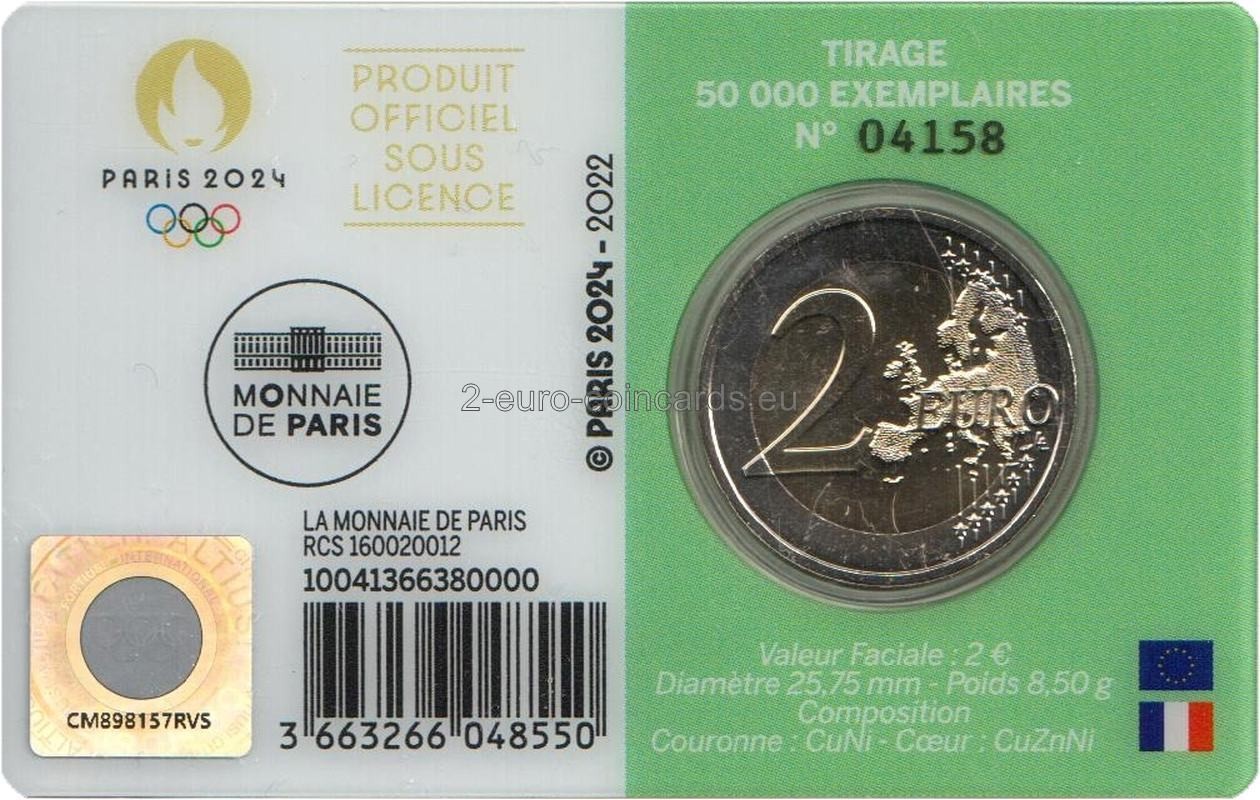 PARIS 2024
PRODUIT
OFFICIEL
SOUS
LICENCE
© PARIS 2024 - 2022
MONNAIE
DE PARIS
LA MONNAIE DE PARIS
RCS 160020012
10041366380000
3 663266 048550
CM898157RVS
TIRAGE
50 000 EXEMPLAIRES
N° 04158
2 EURO
2-euro-coincards.eu
Valeur Faciale : 2 €
Diamètre 25,75 mm - Poids 8,50 g
Composition
Couronne : CuNi - Cœur : CuZnNi